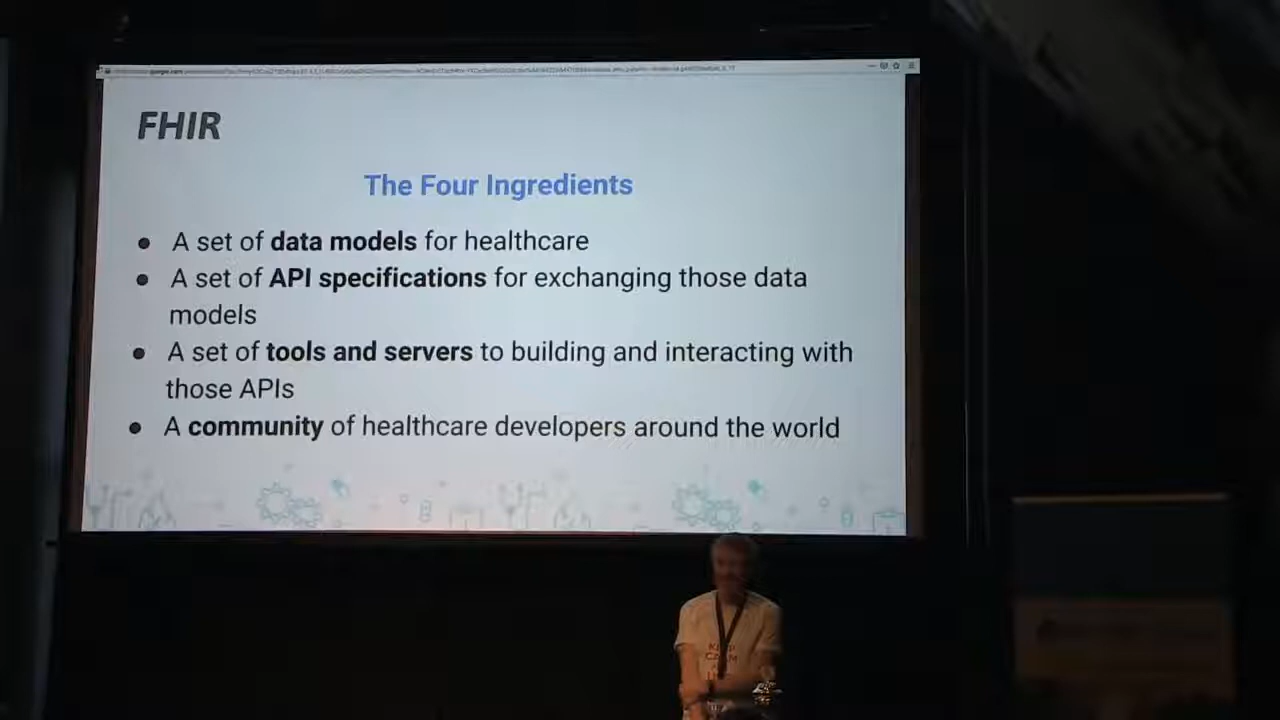 FHIR
The Four Ingredients
● A set of data models for healthcare
● A set of API specifications for exchanging those data
models
● A set of tools and servers to building and interacting with
those APIs
● A community of healthcare developers around the world
KEEP
CALM